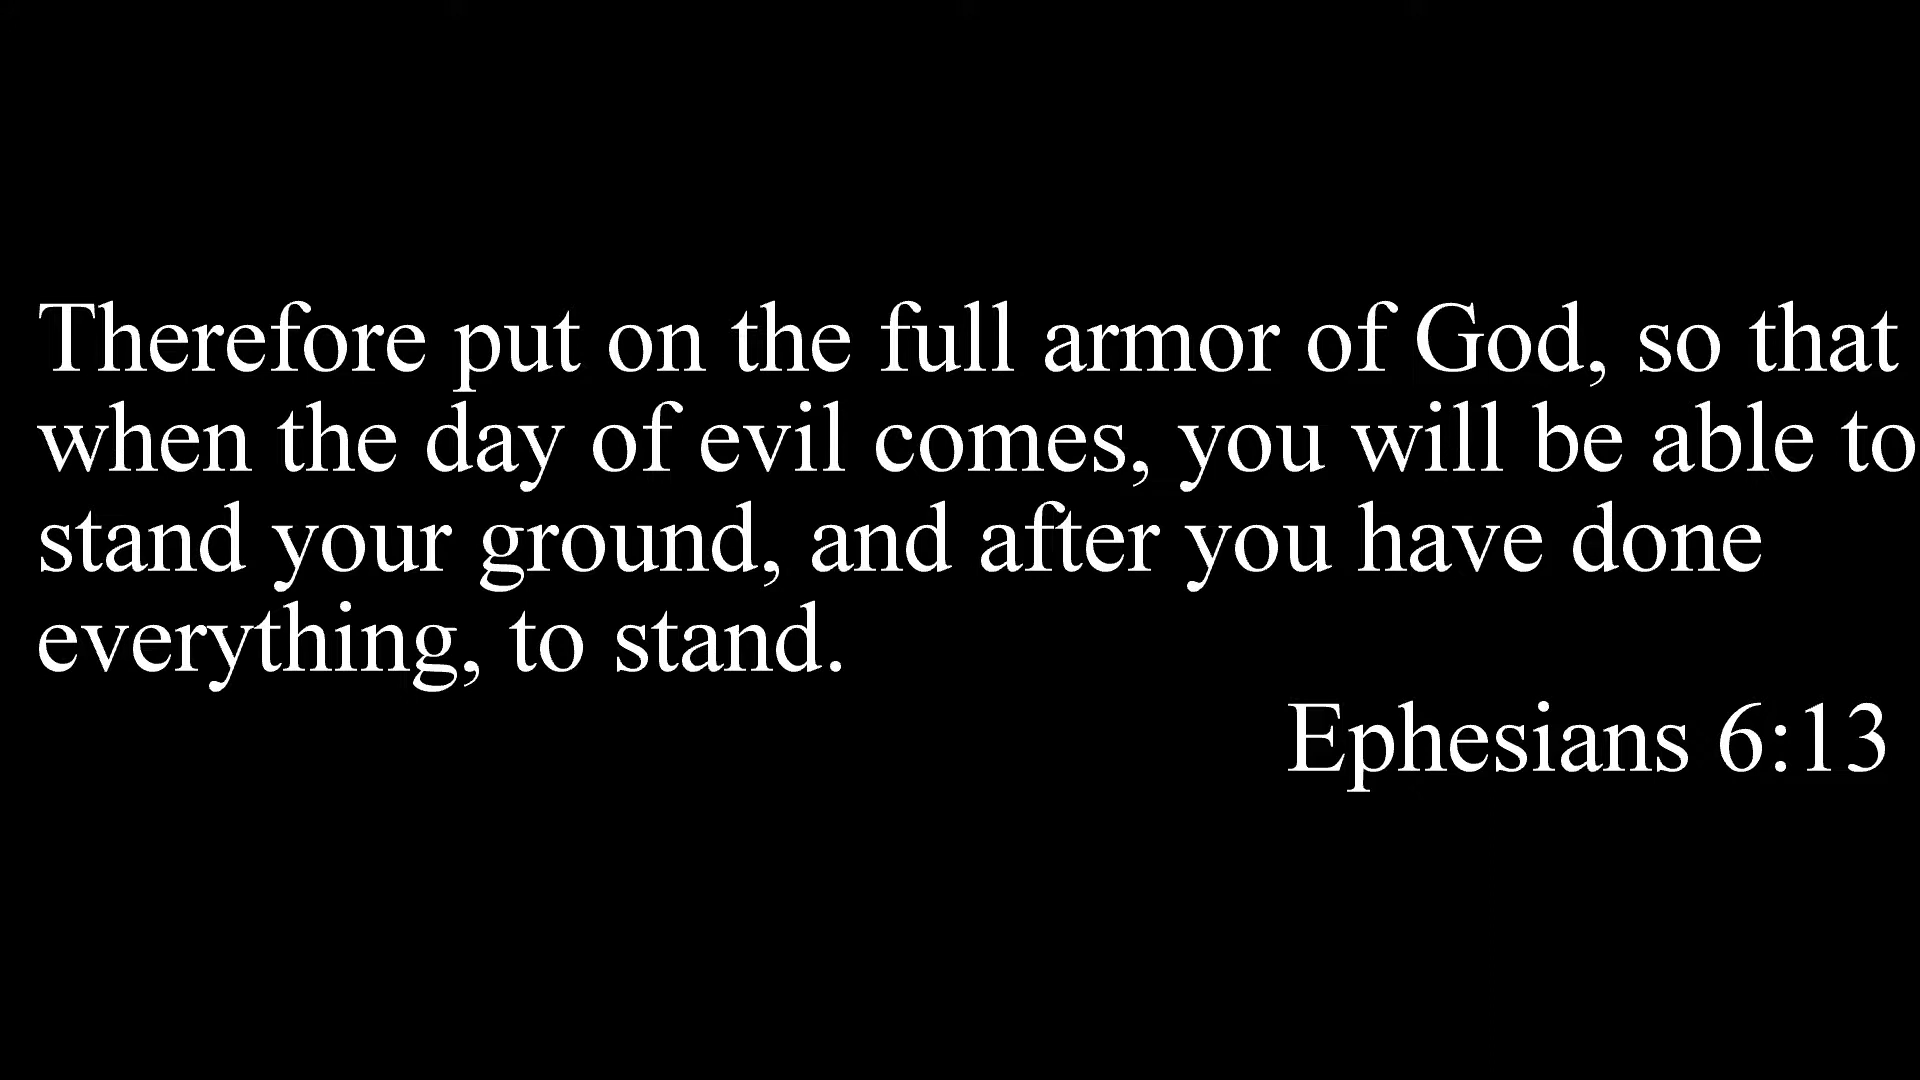 Therefore put on the full armor of God, so that
when the day of evil comes, you will be able to
stand your ground, and after you have done
everything, to stand.
Ephesians 6:13